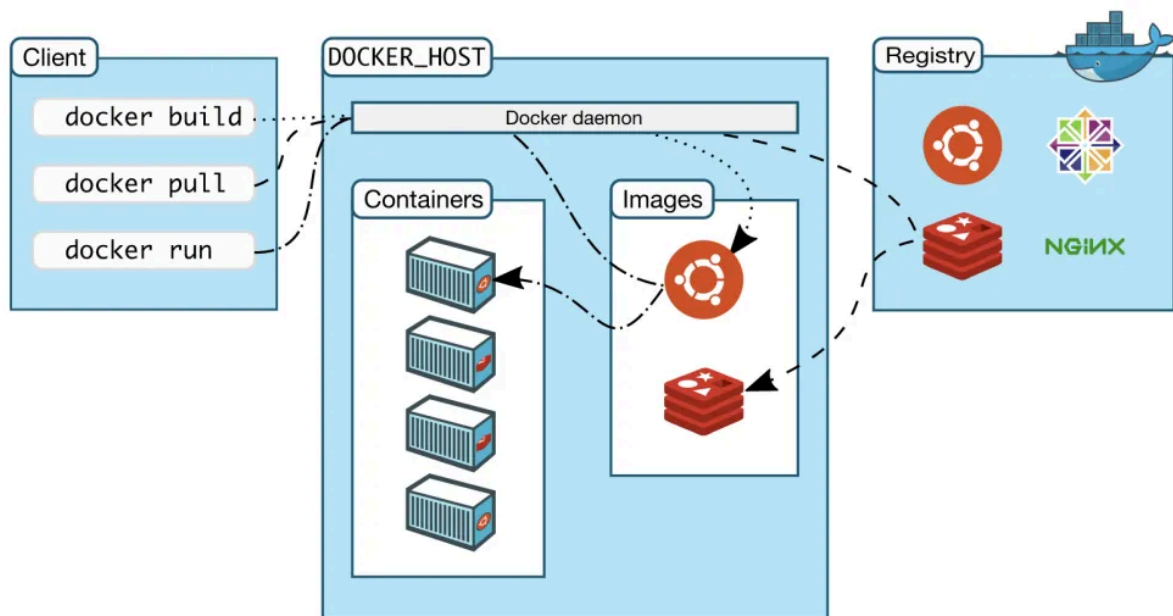 Client
docker build
docker pull
docker run
DOCKER_HOST
Docker daemon
Containers
Images
Registry
NGINX